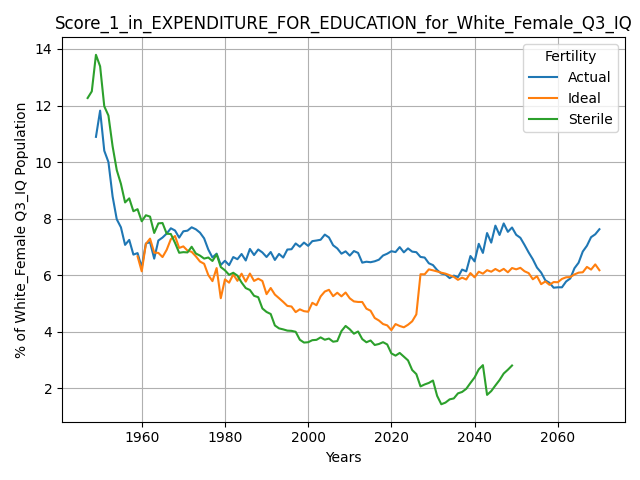 Score_1_in_EXPENDITURE_FOR_EDUCATION_for_White_Female_Q3_IQ
% of White_Female Q3_IQ Population
14
12
10
8
6
4
2
Fertility
Actual
Ideal
Sterile
1960 1980 2000 2020 2040 2060
Years